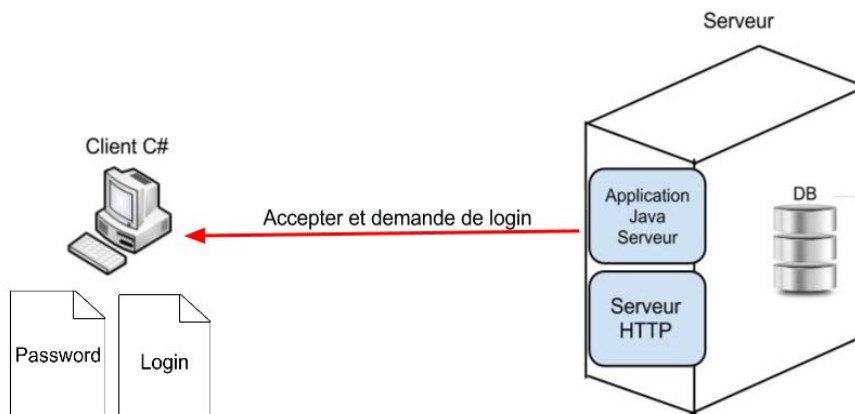 Serveur
Client C#
Accepter et demande de login
Application
Java
Serveur
DB
Serveur
HTTP
Password
Login